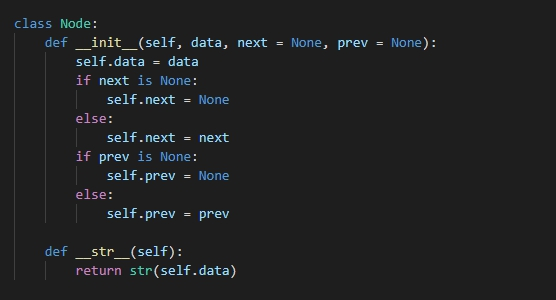 class Node:
    def __init__(self, data, next = None, prev = None):
        self.data = data
        if next is None:
            self.next = None
        else:
            self.next = next
        if prev is None:
            self.prev = None
        else:
            self.prev = prev

    def __str__(self):
        return str(self.data)